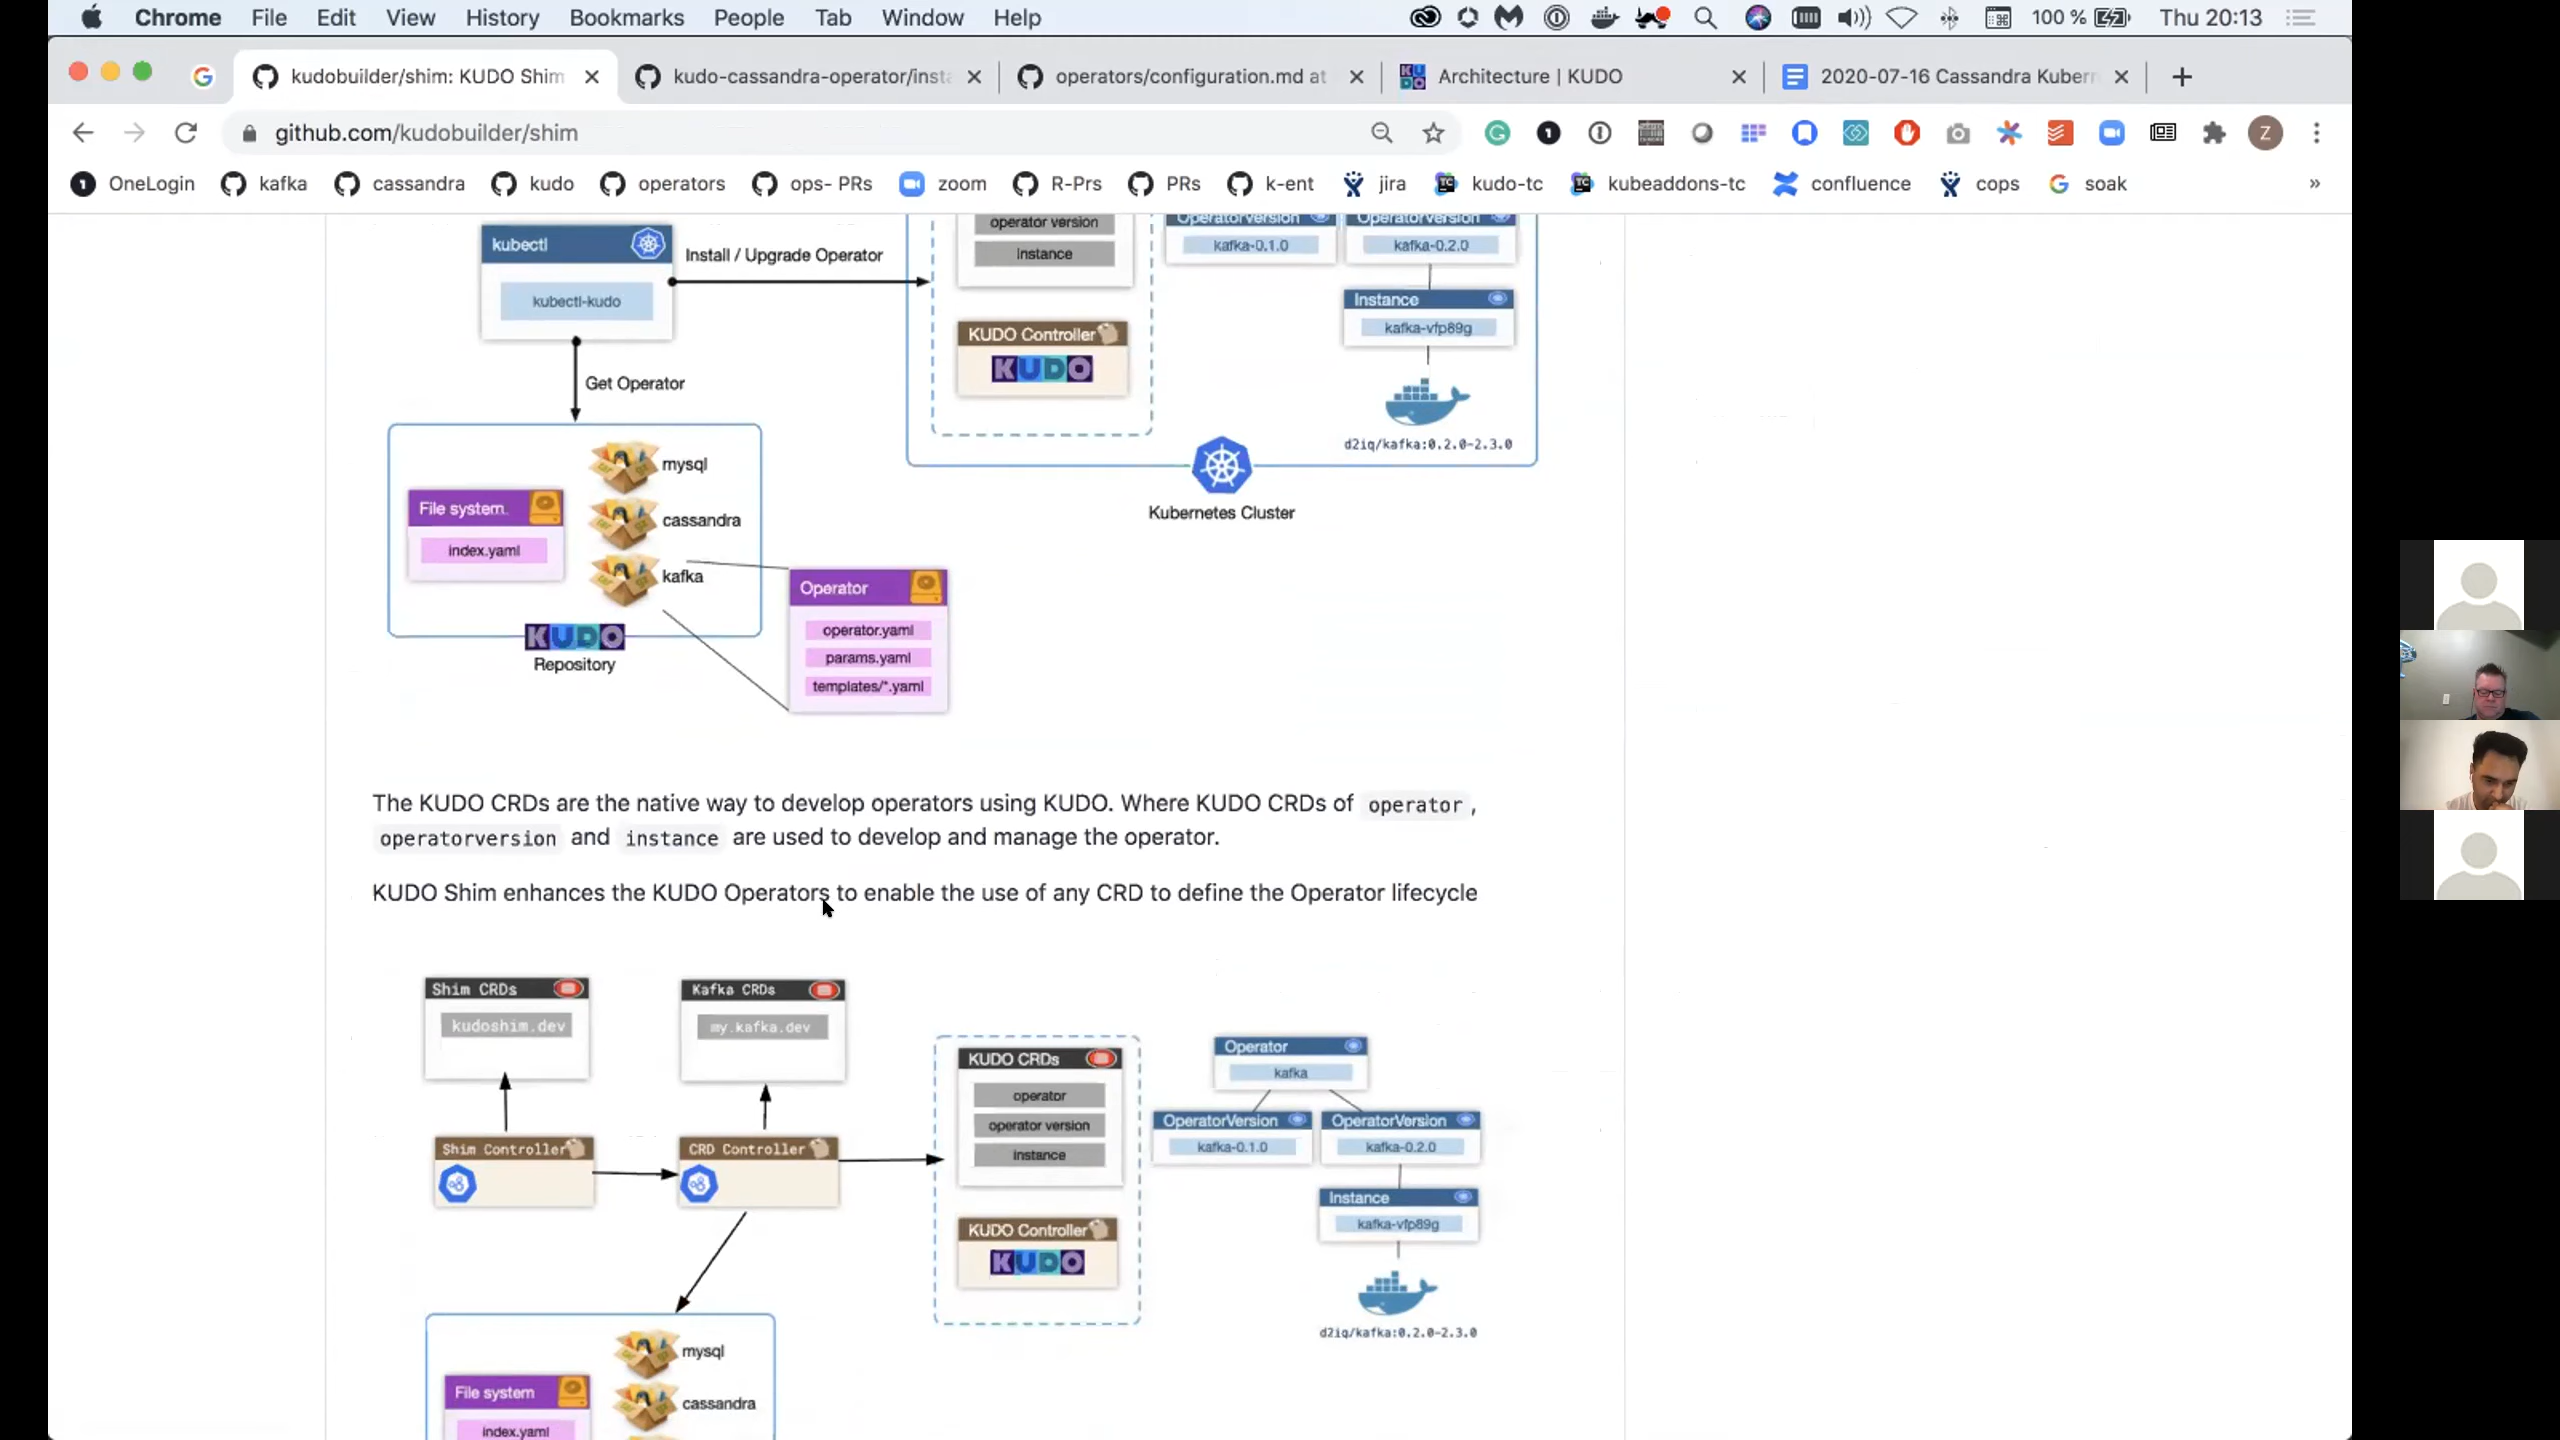 Chrome File Edit View History Bookmarks People Tab Window Help 100 % Thu 20:13
kudobuilder/shim: KUDO Shim
kudo-cassandra-operator/insta
operators/configuration.md at
Architecture | KUDO
2020-07-16 Cassandra Kubern
github.com/kudobuilder/shim
Z
OneLogin kafka cassandra kudo operators ops- PRs zoom R-Prs PRs k-ent jira kudo-tc kubeaddons-tc confluence cops soak »
kubectl
kubectl-kudo
Install / Upgrade Operator
operator version
instance
OperatorVersion
kafka-0.1.0
OperatorVersion
kafka-0.2.0
Instance
kafka-vfp89g
KUDO Controller
KUDO
d2iq/kafka:0.2.0-2.3.0
Kubernetes Cluster
Get Operator
File system.
index.yaml
mysql
cassandra
kafka
KUDO
Repository
Operator
operator.yaml
params.yaml
templates/*.yaml
The KUDO CRDs are the native way to develop operators using KUDO. Where KUDO CRDs of operator,
operatorversion and instance are used to develop and manage the operator.
KUDO Shim enhances the KUDO Operators to enable the use of any CRD to define the Operator lifecycle
Shim CRDs
kudoshim.dev
Kafka CRDs
my.kafka.dev
Shim Controller
CRD Controller
KUDO CRDs
operator
operator version
instance
KUDO Controller
KUDO
Operator
kafka
OperatorVersion
kafka-0.1.0
OperatorVersion
kafka-0.2.0
Instance
kafka-vfp89g
d2iq/kafka:0.2.0-2.3.0
File system
index.yaml
mysql
cassandra